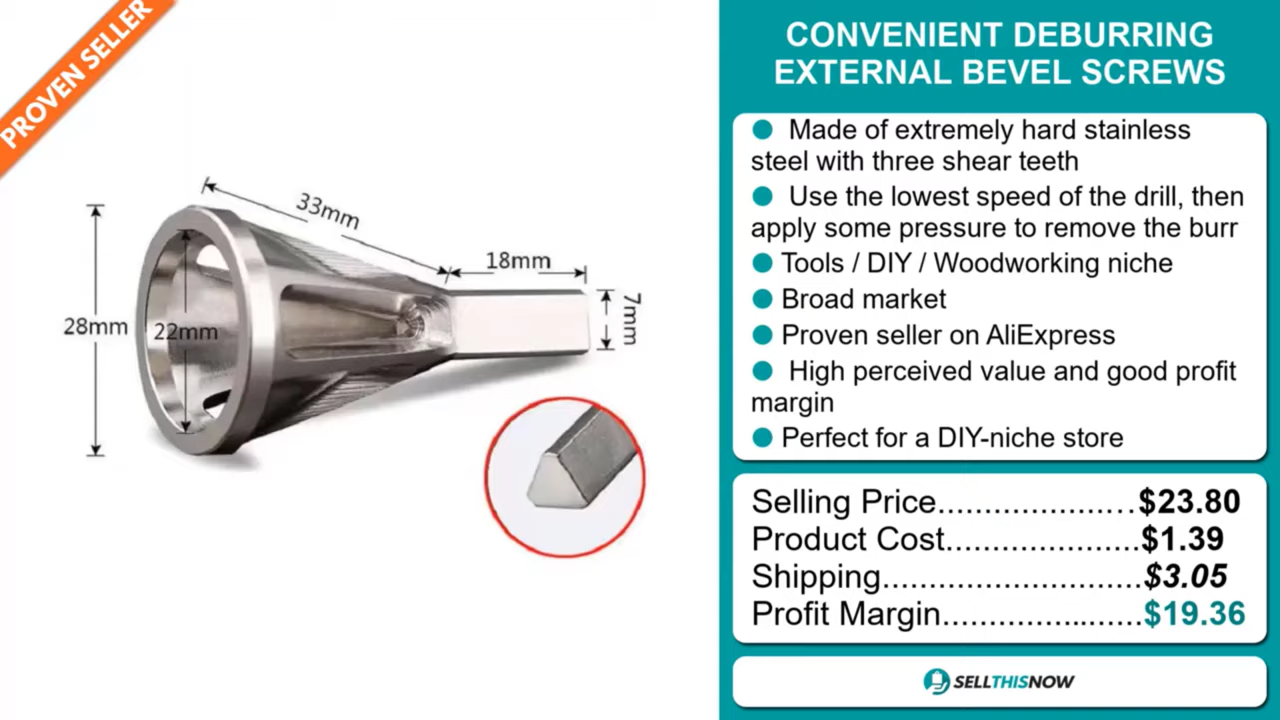 PROVEN SELLER
33mm
18mm
28mm
22mm
7mm
CONVENIENT DEBURRING
EXTERNAL BEVEL SCREWS
● Made of extremely hard stainless
steel with three shear teeth
● Use the lowest speed of the drill, then
apply some pressure to remove the burr
● Tools / DIY / Woodworking niche
● Broad market
● Proven seller on AliExpress
● High perceived value and good profit
margin
● Perfect for a DIY-niche store
Selling Price.....................$23.80
Product Cost.....................$1.39
Shipping............................$3.05
Profit Margin......................$19.36
SELLTHISNOW